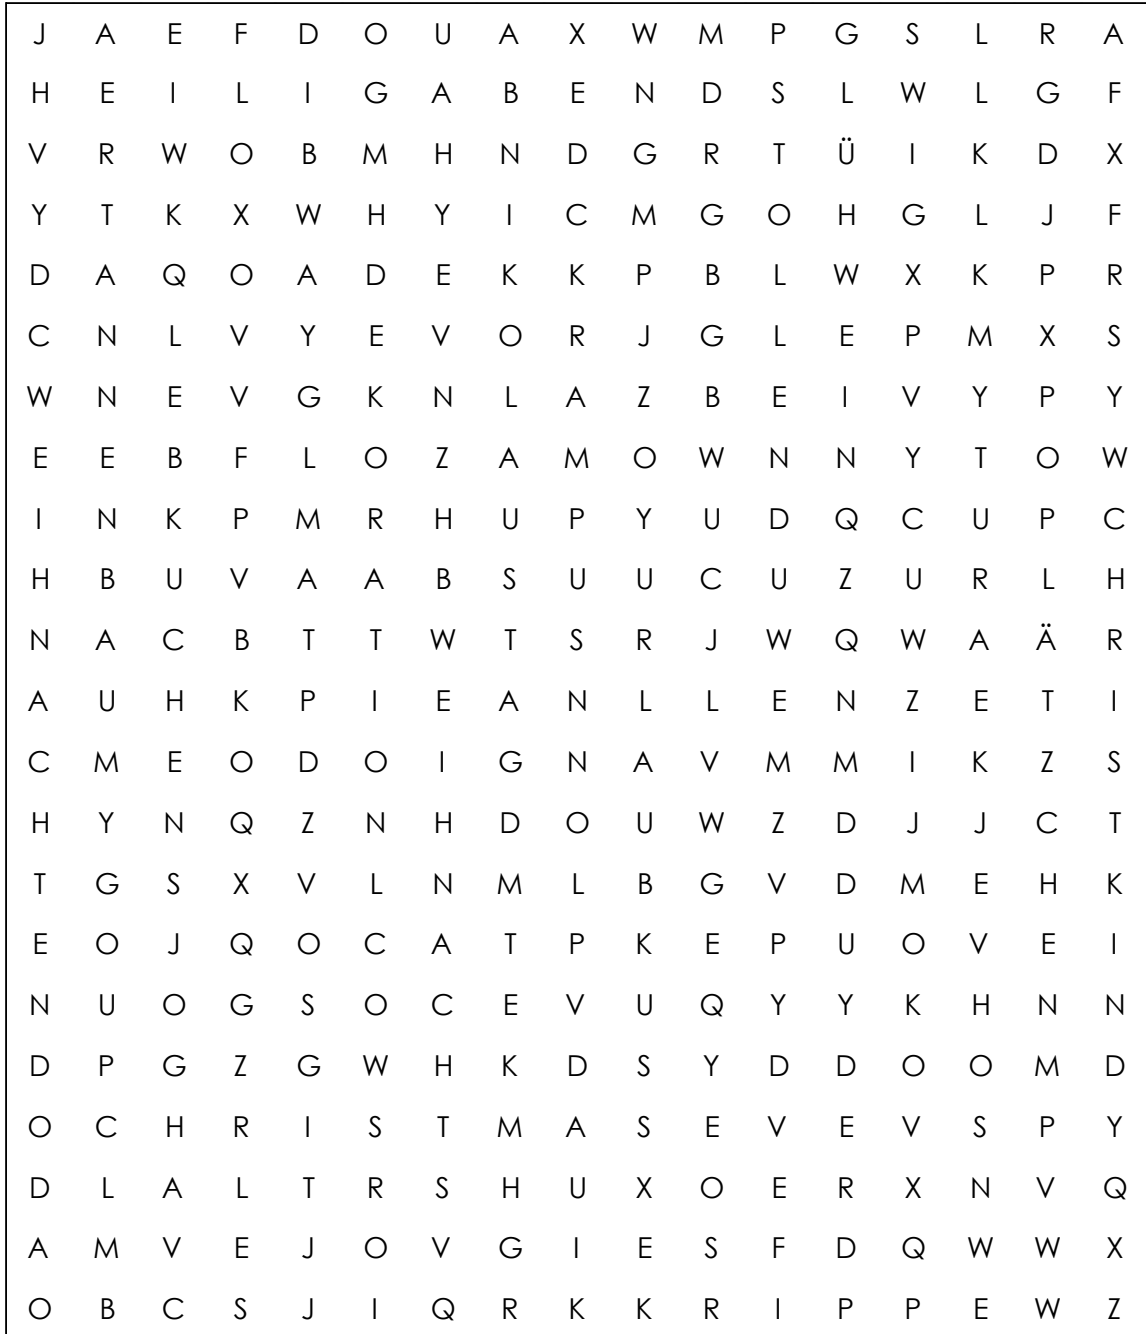 J A E F D O U A X W M P G S L R A
H E I L I G A B E N D S L W L G F
V R W O B M H N D G R T Ü I K D X
Y T K X W H Y I C M G O H G L J F
D A Q O A D E K K P B L W X K P R
C N L V Y E V O R J G L E P M X S
W N E V G K N L A Z B E I V Y P Y
E E B F L O Z A M O W N N Y T O W
I N K P M R H U P Y U D Q C U P C
H B U V A A B S U U C U Z U R L H
N A C B T T W T S R J W Q W A Ä R
A U H K P I E A N L L E N Z E T I
C M E O D O I G N A V M M I K Z S
H Y N Q Z N H D O U W Z D J J C T
T G S X V L N M L B G V D M E H K
E O J Q O C A T P K E P U O V E I
N U O G S O C E V U Q Y Y K H N N
D P G Z G W H K D S Y D D O O M D
O C H R I S T M A S E V E V S P Y
D L A L T R S H U X O E R X N V Q
A M V E J O V G I E S F D Q W W X
O B C S J I Q R K K R I P P E W Z